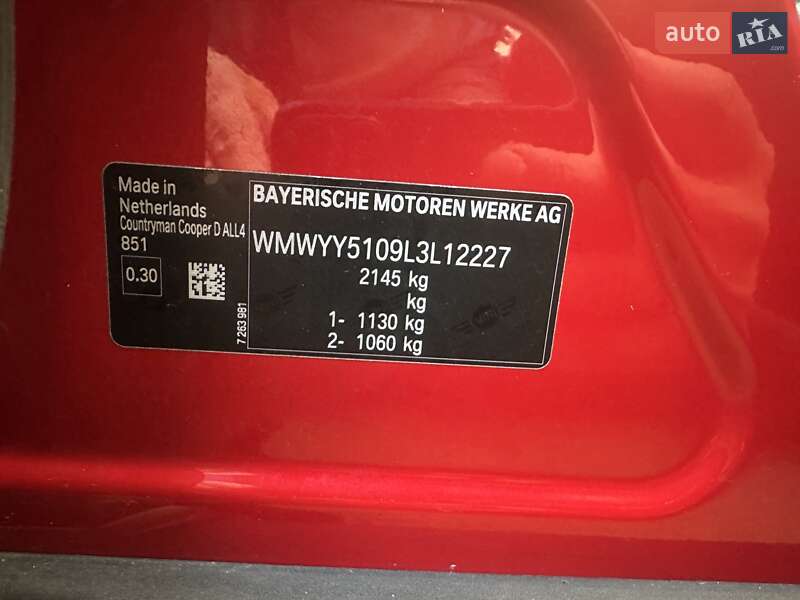 auto RIA .com
Made in
Netherlands
Countryman Cooper D ALL4
851
0.30
7 263 981
BAYERISCHE MOTOREN WERKE AG
WMWYY5109L3L12227
2145 kg
kg
1- 1130 kg
2- 1060 kg